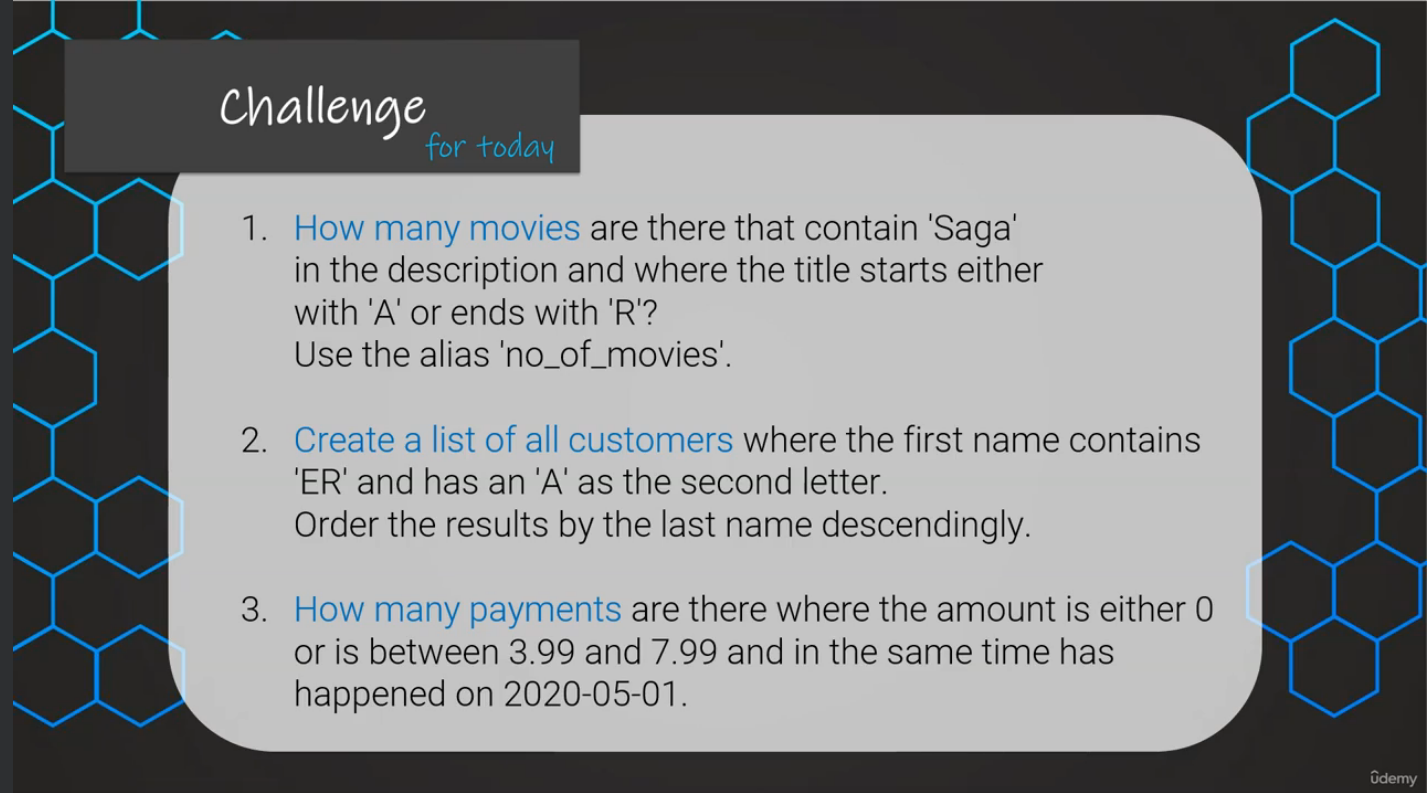 Challenge
for today
1. How many movies are there that contain 'Saga'
in the description and where the title starts either
with 'A' or ends with 'R'?
Use the alias 'no_of_movies'.
2. Create a list of all customers where the first name contains
'ER' and has an 'A' as the second letter.
Order the results by the last name descendingly.
3. How many payments are there where the amount is either 0
or is between 3.99 and 7.99 and in the same time has
happened on 2020-05-01.
ûdemy